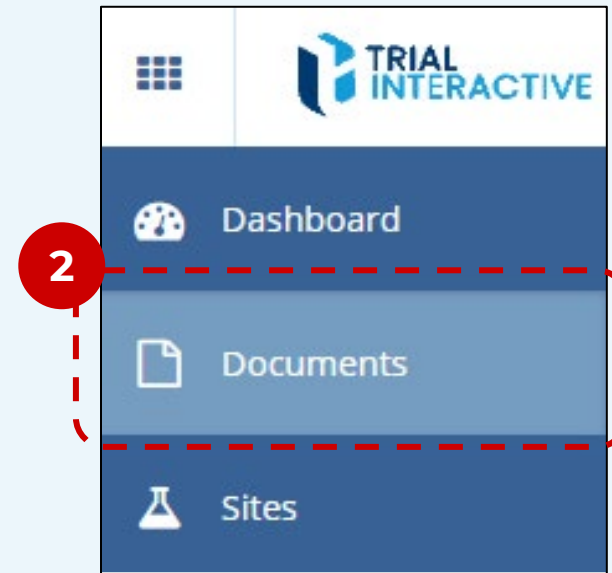 TRIAL
INTERACTIVE
Dashboard
2
Documents
Sites